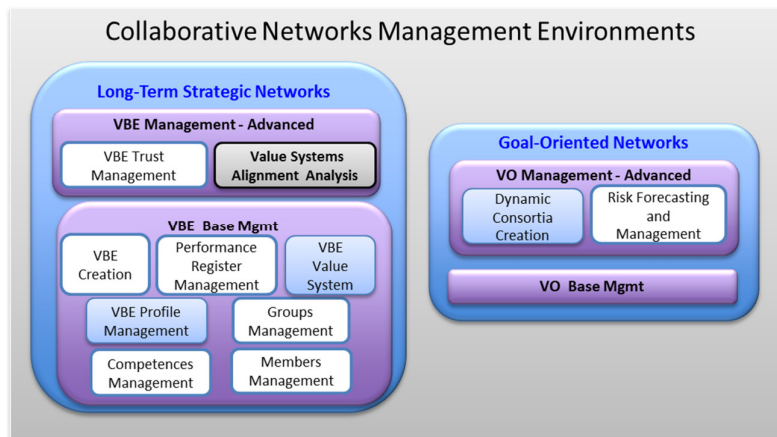 Collaborative Networks Management Environments
Long-Term Strategic Networks
VBE Management - Advanced
VBE Trust
Management
Value Systems
Alignment Analysis
VBE Base Mgmt
VBE
Creation
Performance
Register
Management
VBE
Value
System
VBE Profile
Management
Groups
Management
Competences
Management
Members
Management
Goal-Oriented Networks
VO Management - Advanced
Dynamic
Consortia
Creation
Risk Forecasting
and
Management
VO Base Mgmt